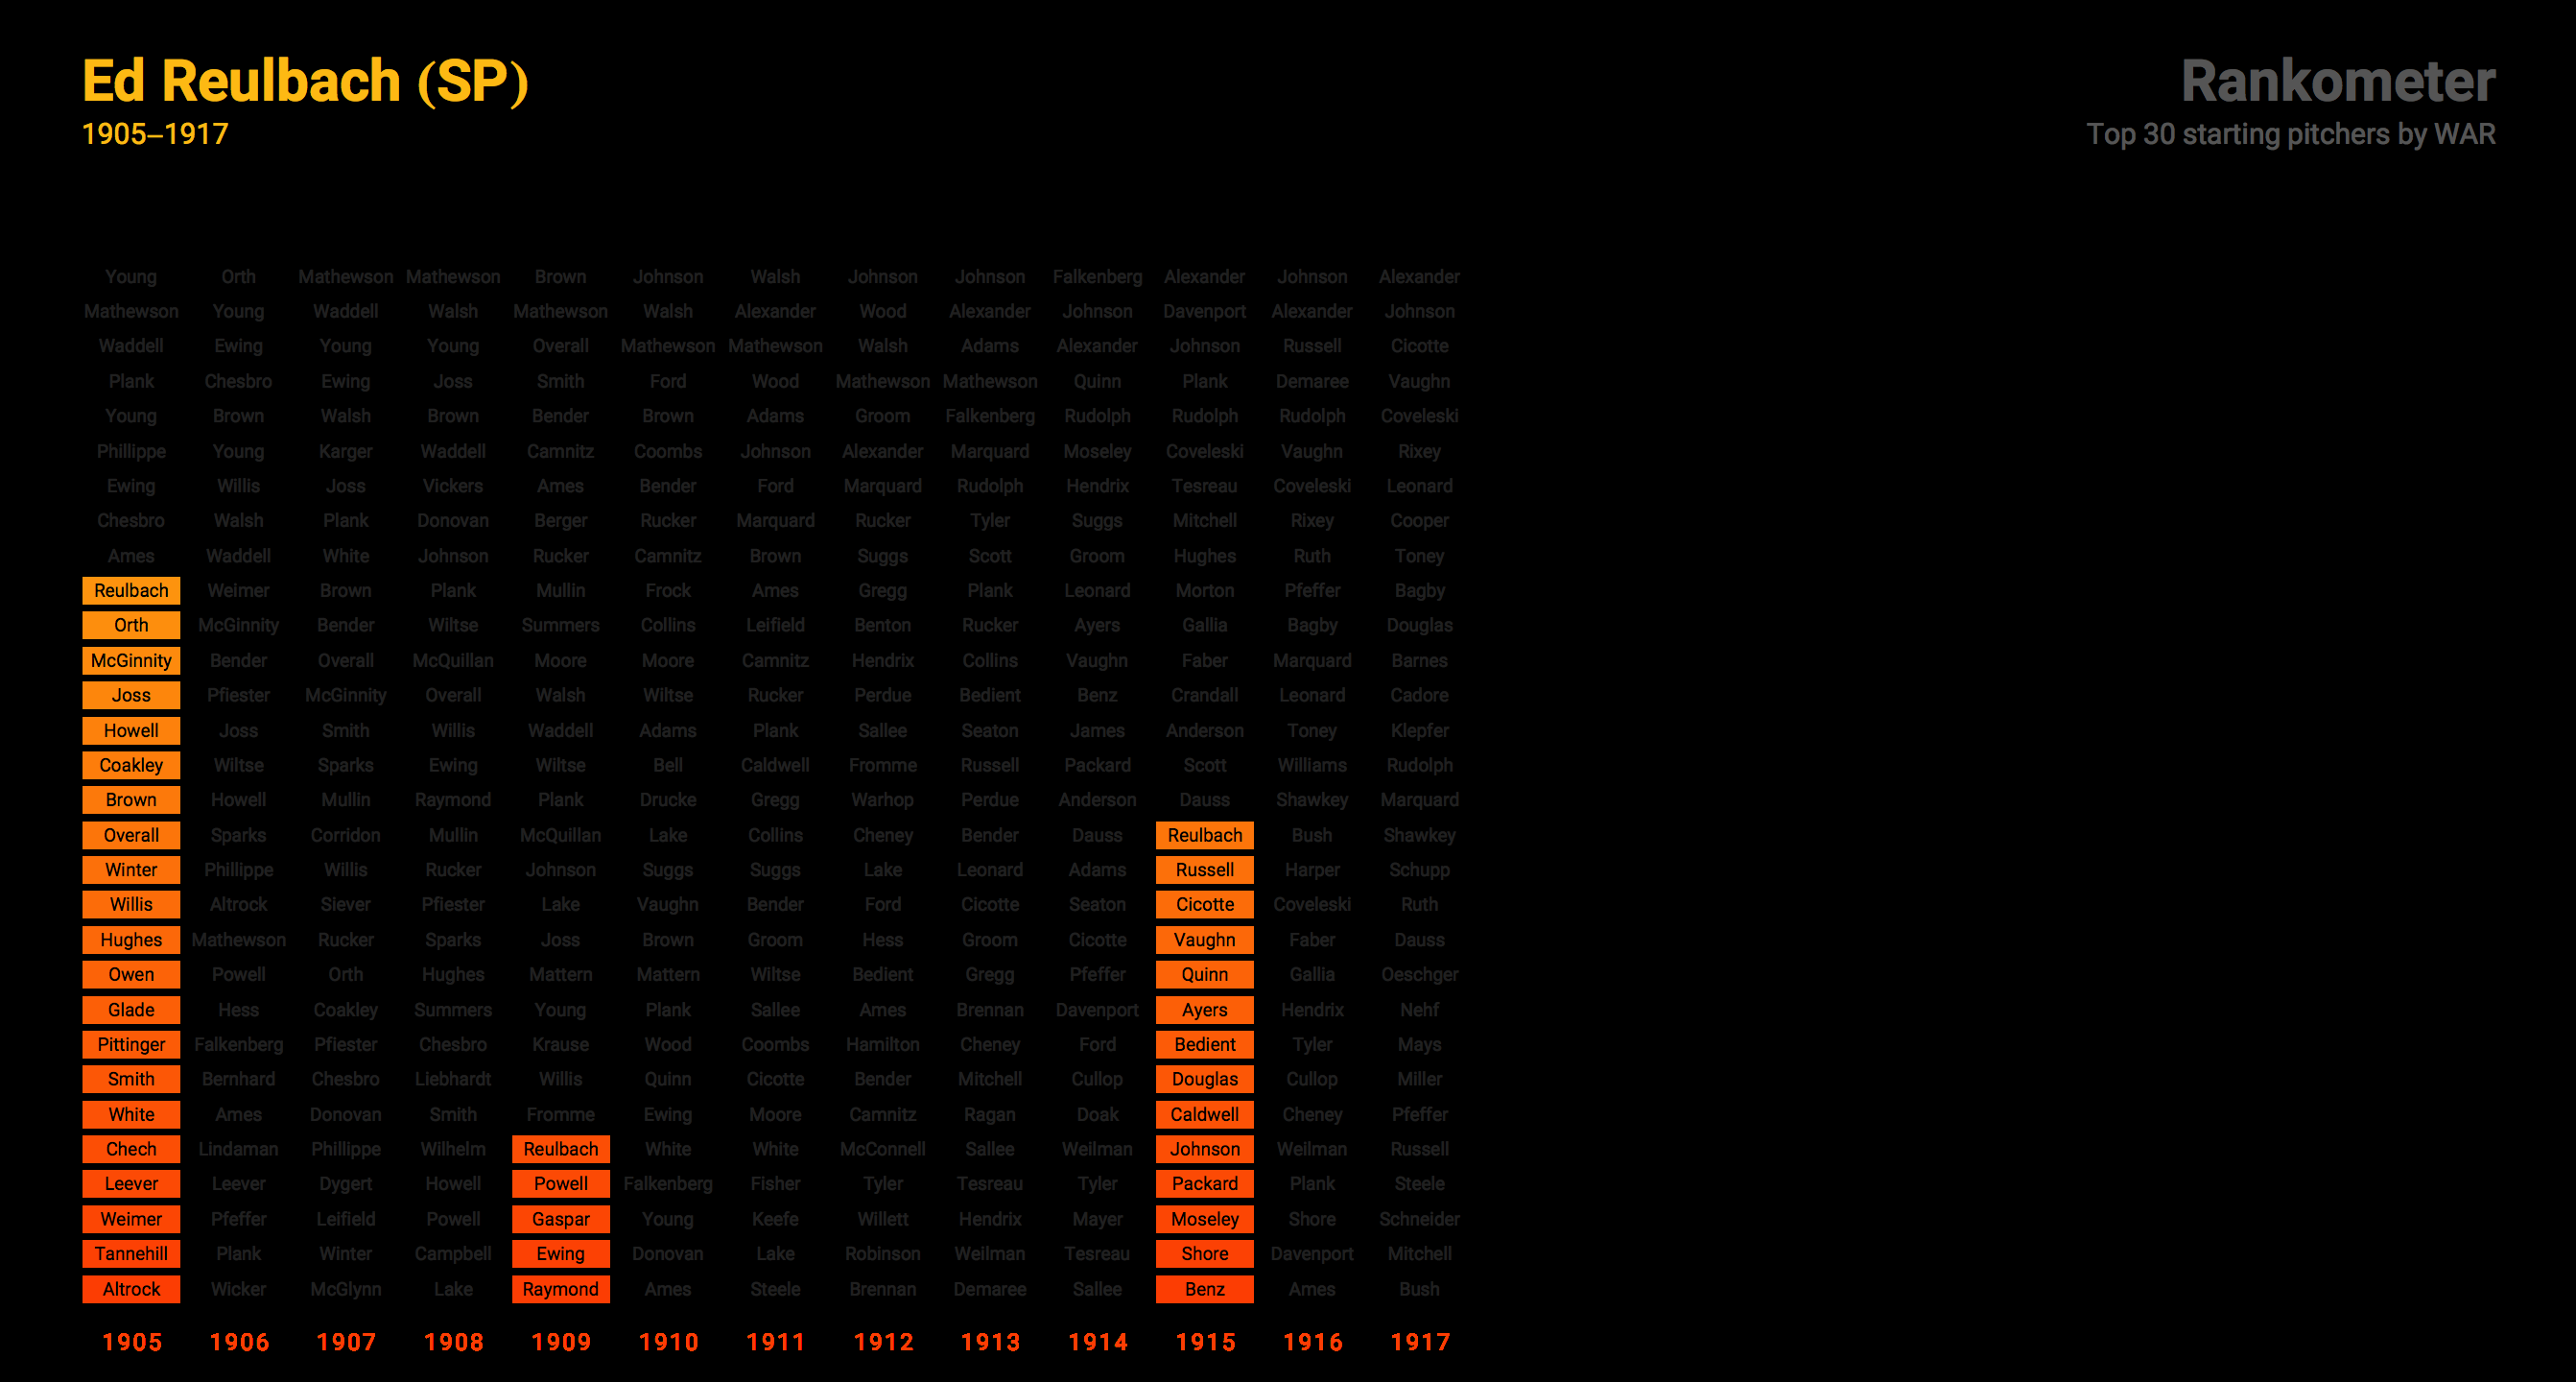 Ed Reulbach (SP)
1905–1917
Rankometer
Top 30 starting pitchers by WAR
Young Orth Mathewson Mathewson Brown Johnson Walsh Johnson Johnson Falkenberg Alexander Johnson Alexander
Mathewson Young Waddell Walsh Mathewson Walsh Alexander Wood Alexander Johnson Davenport Alexander Johnson
Waddell Ewing Young Young Overall Mathewson Mathewson Walsh Adams Alexander Johnson Russell Cicotte
Plank Chesbro Ewing Joss Smith Ford Wood Mathewson Mathewson Quinn Plank Demaree Vaughn
Young Brown Walsh Brown Bender Brown Adams Groom Falkenberg Rudolph Rudolph Rudolph Coveleski
Phillippe Young Karger Waddell Camnitz Coombs Johnson Alexander Marquard Moseley Coveleski Vaughn Rixey
Ewing Willis Joss Vickers Ames Bender Ford Marquard Rudolph Hendrix Tesreau Coveleski Leonard
Chesbro Walsh Plank Donovan Berger Rucker Marquard Rucker Tyler Suggs Mitchell Rixey Cooper
Ames Waddell White Johnson Rucker Camnitz Brown Suggs Scott Groom Hughes Ruth Toney
Reulbach Weimer Brown Plank Mullin Frock Ames Gregg Plank Leonard Morton Pfeffer Bagby
Orth McGinnity Bender Wiltse Summers Collins Leifield Benton Rucker Ayers Gallia Bagby Douglas
McGinnity Bender Overall McQuillan Moore Moore Camnitz Hendrix Collins Vaughn Faber Marquard Barnes
Joss Pfiester McGinnity Overall Walsh Wiltse Rucker Perdue Bedient Benz Crandall Leonard Cadore
Howell Joss Smith Willis Waddell Adams Plank Sallee Seaton James Anderson Toney Klepfer
Coakley Wiltse Sparks Ewing Wiltse Bell Caldwell Fromme Russell Packard Scott Williams Rudolph
Brown Howell Mullin Raymond Plank Drucke Gregg Warhop Perdue Anderson Dauss Shawkey Marquard
Overall Sparks Corridon Mullin McQuillan Lake Collins Cheney Bender Dauss Reulbach Bush Shawkey
Winter Phillippe Willis Rucker Johnson Suggs Suggs Lake Leonard Adams Russell Harper Schupp
Willis Altrock Siever Pfiester Lake Vaughn Bender Ford Cicotte Seaton Cicotte Coveleski Ruth
Hughes Mathewson Rucker Sparks Joss Brown Groom Hess Groom Cicotte Vaughn Faber Dauss
Owen Powell Orth Hughes Mattern Mattern Wiltse Bedient Gregg Pfeffer Quinn Gallia Oeschger
Glade Hess Coakley Summers Young Plank Sallee Ames Brennan Davenport Ayers Hendrix Nehf
Pittinger Falkenberg Pfiester Chesbro Krause Wood Coombs Hamilton Cheney Ford Bedient Tyler Mays
Smith Bernhard Chesbro Liebhardt Willis Quinn Cicotte Bender Mitchell Cullop Douglas Cullop Miller
White Ames Donovan Smith Fromme Ewing Moore Camnitz Ragan Doak Caldwell Cheney Pfeffer
Chech Lindaman Phillippe Wilhelm Reulbach White White McConnell Sallee Weilman Johnson Weilman Russell
Leever Leever Dygert Howell Powell Falkenberg Fisher Tyler Tesreau Tyler Packard Plank Steele
Weimer Pfeffer Leifield Powell Gaspar Young Keefe Willett Hendrix Mayer Moseley Shore Schneider
Tannehill Plank Winter Campbell Ewing Donovan Lake Robinson Weilman Tesreau Shore Davenport Mitchell
Altrock Wicker McGlynn Lake Raymond Ames Steele Brennan Demaree Sallee Benz Ames Bush
1905 1906 1907 1908 1909 1910 1911 1912 1913 1914 1915 1916 1917